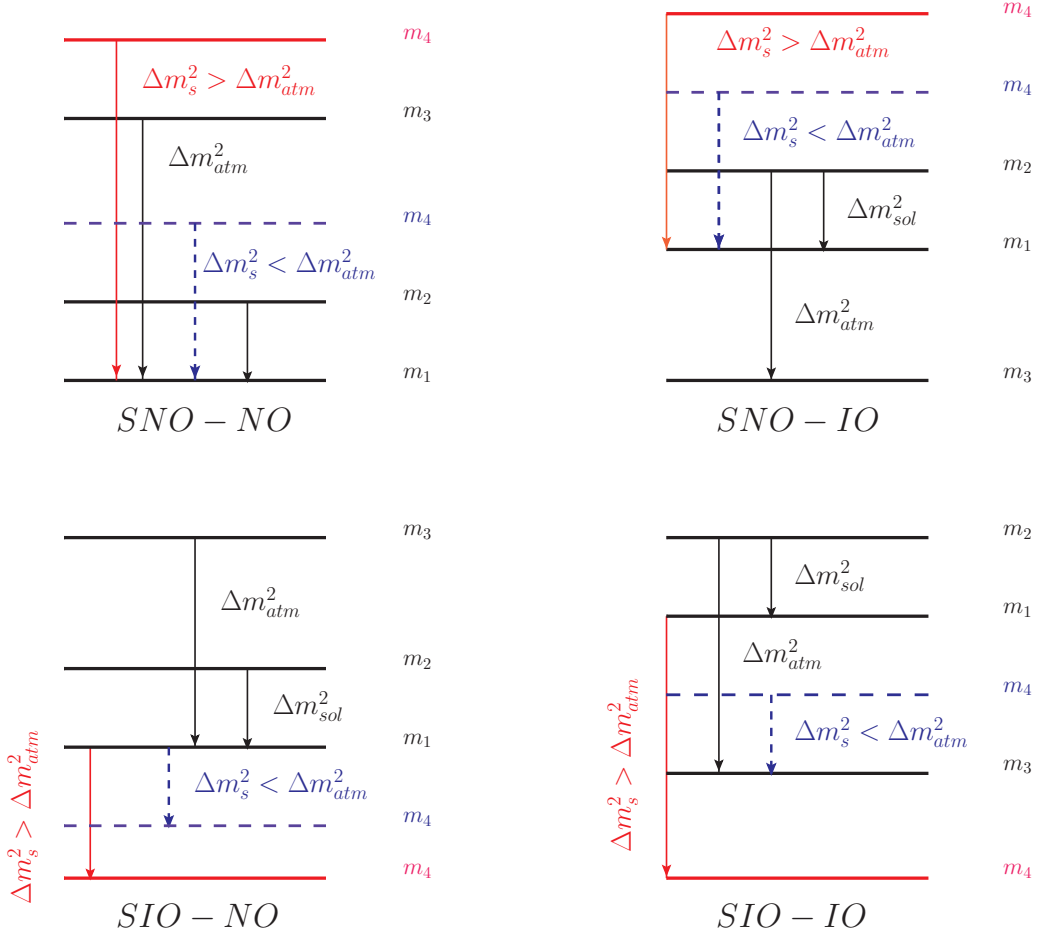 m₄
Δm²ₛ > Δm²ₐₜₘ
m₃
Δm²ₐₜₘ
m₄
Δm²ₛ < Δm²ₐₜₘ
m₂
m₁
SNO − NO
m₄
Δm²ₛ > Δm²ₐₜₘ
m₄
Δm²ₛ < Δm²ₐₜₘ
m₂
Δm²ₛₒₗ
m₁
Δm²ₐₜₘ
m₃
SNO − IO
m₃
Δm²ₐₜₘ
m₂
Δm²ₛₒₗ
m₁
Δm²ₛ > Δm²ₐₜₘ
Δm²ₛ < Δm²ₐₜₘ
m₄
m₄
SIO − NO
m₂
Δm²ₛₒₗ
m₁
Δm²ₐₜₘ
m₄
Δm²ₛ > Δm²ₐₜₘ
Δm²ₛ < Δm²ₐₜₘ
m₃
m₄
SIO − IO